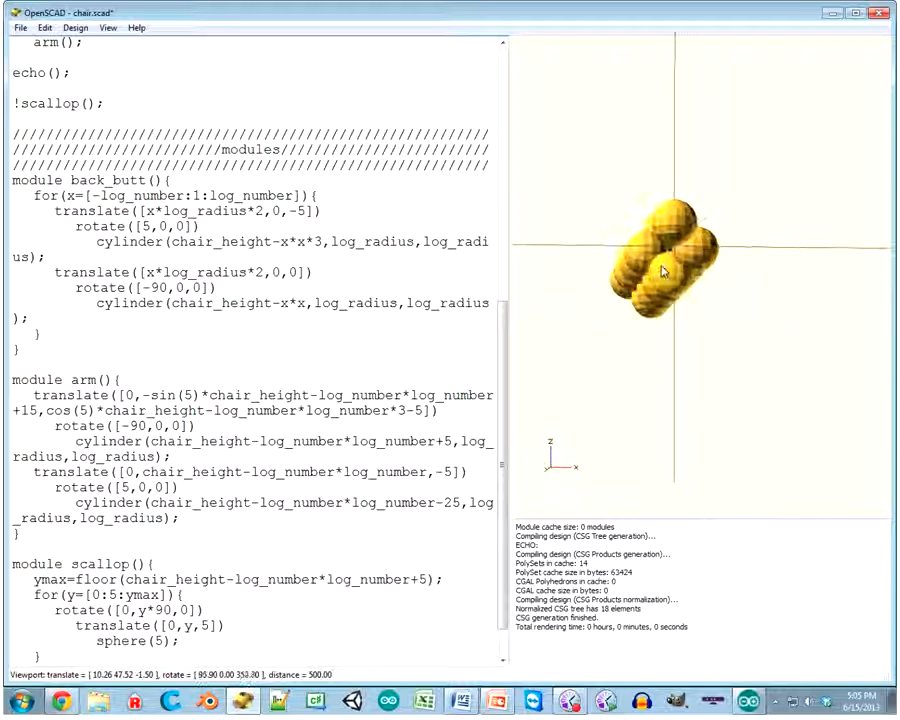 OpenSCAD - chair.scad*
File Edit Design View Help
arm();
echo();
!scallop();
/////////////////////////////////////////////////////////
/////////////////////////modules/////////////////////////
/////////////////////////////////////////////////////////
module back_butt(){
for(x=[-log_number:1:log_number]){
translate([x*log_radius*2,0,-5])
rotate([5,0,0])
cylinder(chair_height-x*x*3,log_radius,log_radi
us);
translate([x*log_radius*2,0,0])
rotate([-90,0,0])
cylinder(chair_height-x*x,log_radius,log_radius
);
}
}
module arm(){
translate([0,-sin(5)*chair_height-log_number*log_number
+15,cos(5)*chair_height-log_number*log_number*3-5])
rotate([-90,0,0])
cylinder(chair_height-log_number*log_number+5,log_
radius,log_radius);
translate([0,chair_height-log_number*log_number,-5])
rotate([5,0,0])
cylinder(chair_height-log_number*log_number-25,log
_radius,log_radius);
}
module scallop(){
ymax=floor(chair_height-log_number*log_number+5);
for(y=[0:5:ymax]){
rotate([0,y*90,0])
translate([0,y,5])
sphere(5);
}
z
y x
Module cache size: 0 modules
Compiling design (CSG Tree generation)...
ECHO:
Compiling design (CSG Products generation)...
PolySets in cache: 14
PolySet cache size in bytes: 63424
CGAL Polyhedrons in cache: 0
CGAL cache size in bytes: 0
Compiling design (CSG Products normalization)...
Normalized CSG tree has 18 elements
CSG generation finished.
Total rendering time: 0 hours, 0 minutes, 0 seconds
Viewport: translate = [ 10.26 47.52 -1.50 ], rotate = [ 95.90 0.00 353.80 ], distance = 500.00
5:05 PM
6/15/2013